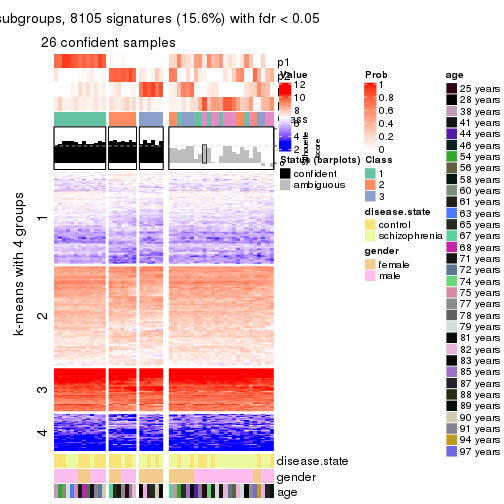 subgroups, 8105 signatures (15.6%) with fdr < 0.05
26 confident samples
p1
p2
Class
k-means with 4 groups
1
2
3
4
disease.state
gender
age
Value
12
10
8
6
4
2
Status (barplots)
confident
ambiguous
Silhouette
score
Prob
1
0.8
0.6
0.4
0.2
0
Class
1
2
3
disease.state
control
schizophrenia
gender
female
male
age
25 years
28 years
38 years
41 years
44 years
46 years
54 years
56 years
58 years
60 years
61 years
63 years
65 years
67 years
68 years
71 years
72 years
74 years
75 years
77 years
78 years
79 years
81 years
82 years
83 years
85 years
87 years
88 years
89 years
90 years
91 years
94 years
97 years